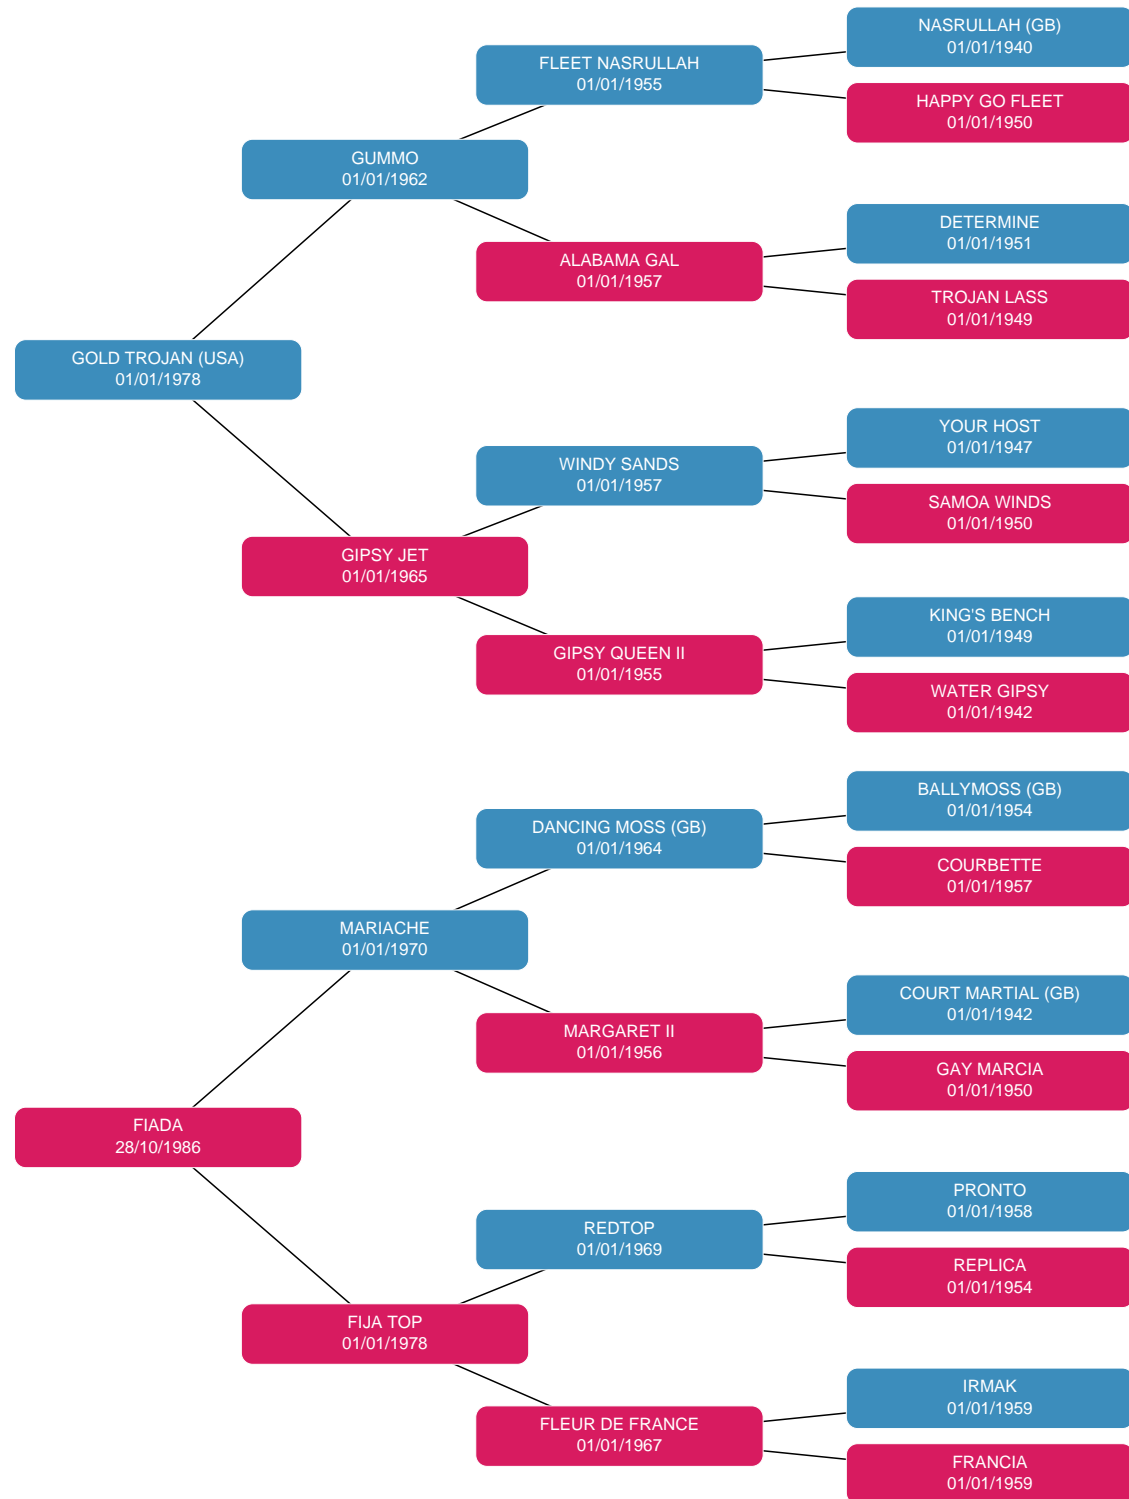 NASRULLAH (GB)
01/01/1940
FLEET NASRULLAH
01/01/1955
HAPPY GO FLEET
01/01/1950
GUMMO
01/01/1962
DETERMINE
01/01/1951
ALABAMA GAL
01/01/1957
TROJAN LASS
01/01/1949
GOLD TROJAN (USA)
01/01/1978
YOUR HOST
01/01/1947
WINDY SANDS
01/01/1957
SAMOA WINDS
01/01/1950
GIPSY JET
01/01/1965
KING'S BENCH
01/01/1949
GIPSY QUEEN II
01/01/1955
WATER GIPSY
01/01/1942
BALLYMOSS (GB)
01/01/1954
DANCING MOSS (GB)
01/01/1964
COURBETTE
01/01/1957
MARIACHE
01/01/1970
COURT MARTIAL (GB)
01/01/1942
MARGARET II
01/01/1956
GAY MARCIA
01/01/1950
FIADA
28/10/1986
PRONTO
01/01/1958
REDTOP
01/01/1969
REPLICA
01/01/1954
FIJA TOP
01/01/1978
IRMAK
01/01/1959
FLEUR DE FRANCE
01/01/1967
FRANCIA
01/01/1959